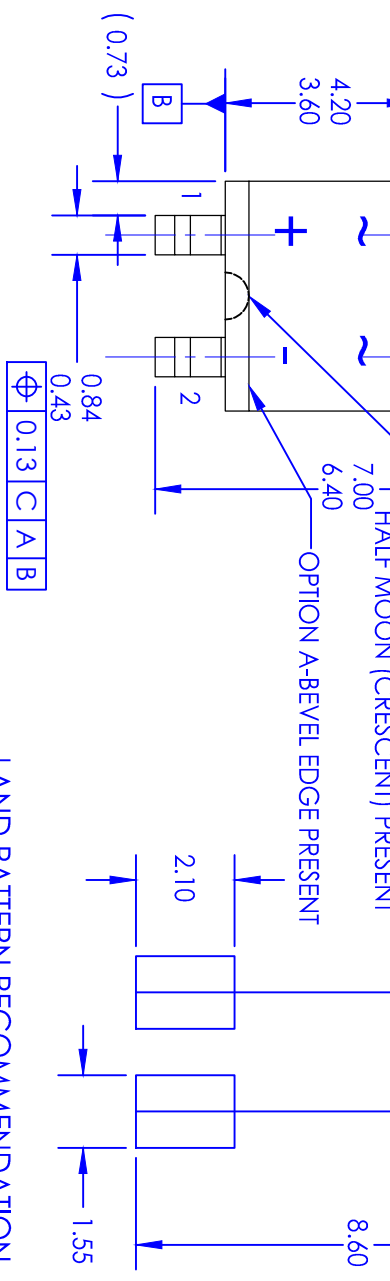 4.20
3.60
( 0.73 )
B
1
+
~
-
~
2
7.00
6.40
HALF MOON (CRESCENT) PRESENT
OPTION A-BEVEL EDGE PRESENT
0.84
0.43
⌖ 0.13 C A B
2.10
8.60
1.55
LAND PATTERN RECOMMENDATION